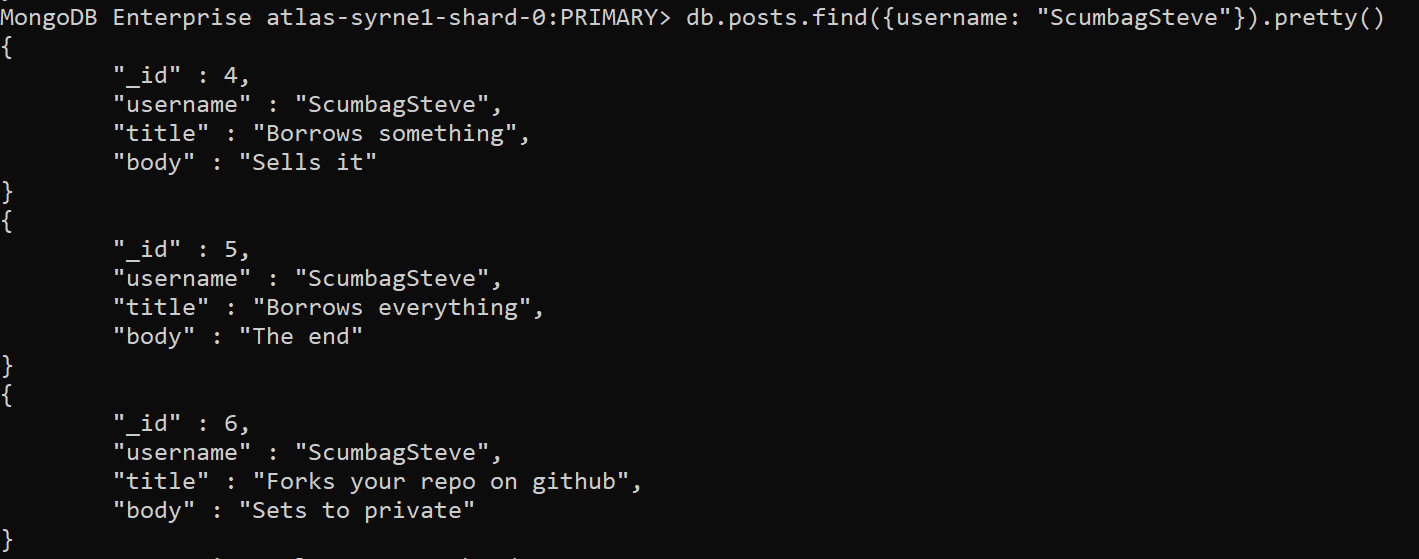 MongoDB Enterprise atlas-syrne1-shard-0:PRIMARY> db.posts.find({username: "ScumbagSteve"}).pretty()
{
        "_id" : 4,
        "username" : "ScumbagSteve",
        "title" : "Borrows something",
        "body" : "Sells it"
}
{
        "_id" : 5,
        "username" : "ScumbagSteve",
        "title" : "Borrows everything",
        "body" : "The end"
}
{
        "_id" : 6,
        "username" : "ScumbagSteve",
        "title" : "Forks your repo on github",
        "body" : "Sets to private"
}